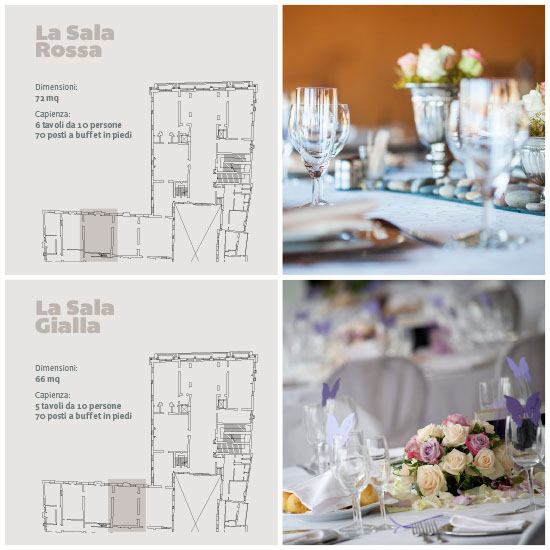 La Sala
Rossa
Dimensioni:
72 mq
Capienza:
6 tavoli da 10 persone
70 posti a buffet in piedi
La Sala
Gialla
Dimensioni:
66 mq
Capienza:
5 tavoli da 10 persone
70 posti a buffet in piedi